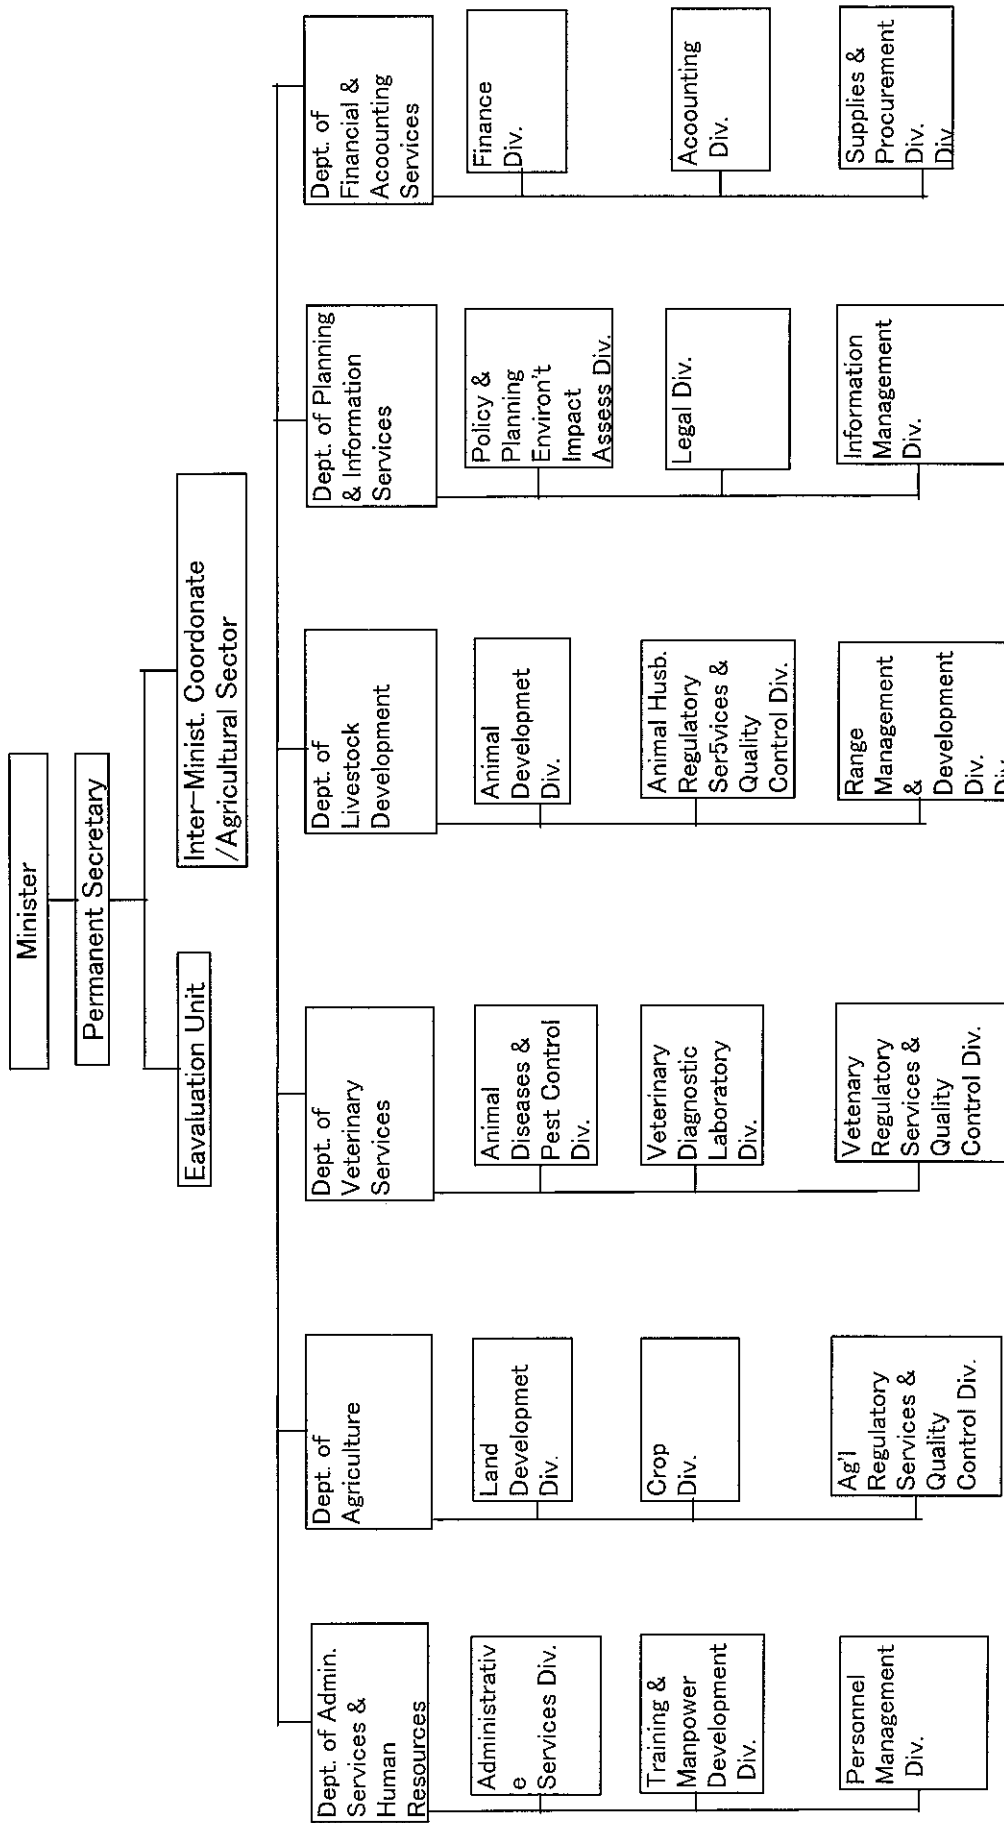 Minister
Permanent Secretary
Eavaluation Unit
Inter-Minist. Coordonate
/Agricultural Sector
Dept. of Admin.
Services &
Human
Resources
Administrativ
e
Services Div.
Training &
Manpower
Development
Div.
Personnel
Management
Div.
Dept. of
Agriculture
Land
Developmet
Div.
Crop
Div.
Ag'l
Regulatory
Services &
Quality
Control Div.
Dept. of
Veterinary
Services
Animal
Diseases &
Pest Control
Div.
Veterinary
Diagnostic
Laboratory
Div.
Vetenary
Regulatory
Services &
Quality
Control Div.
Dept. of
Livestock
Development
Animal
Developmet
Div.
Animal Husb.
Regulatory
Ser5vices &
Quality
Control Div.
Range
Management
&
Development
Div.
Div
Dept. of Planning
& Information
Services
Policy &
Planning
Environ't
Impact
Assess Div.
Legal Div.
Information
Management
Div.
Dept. of
Financial &
Acoounting
Services
Finance
Div.
Acoounting
Div.
Supplies &
Procurement
Div.
Div